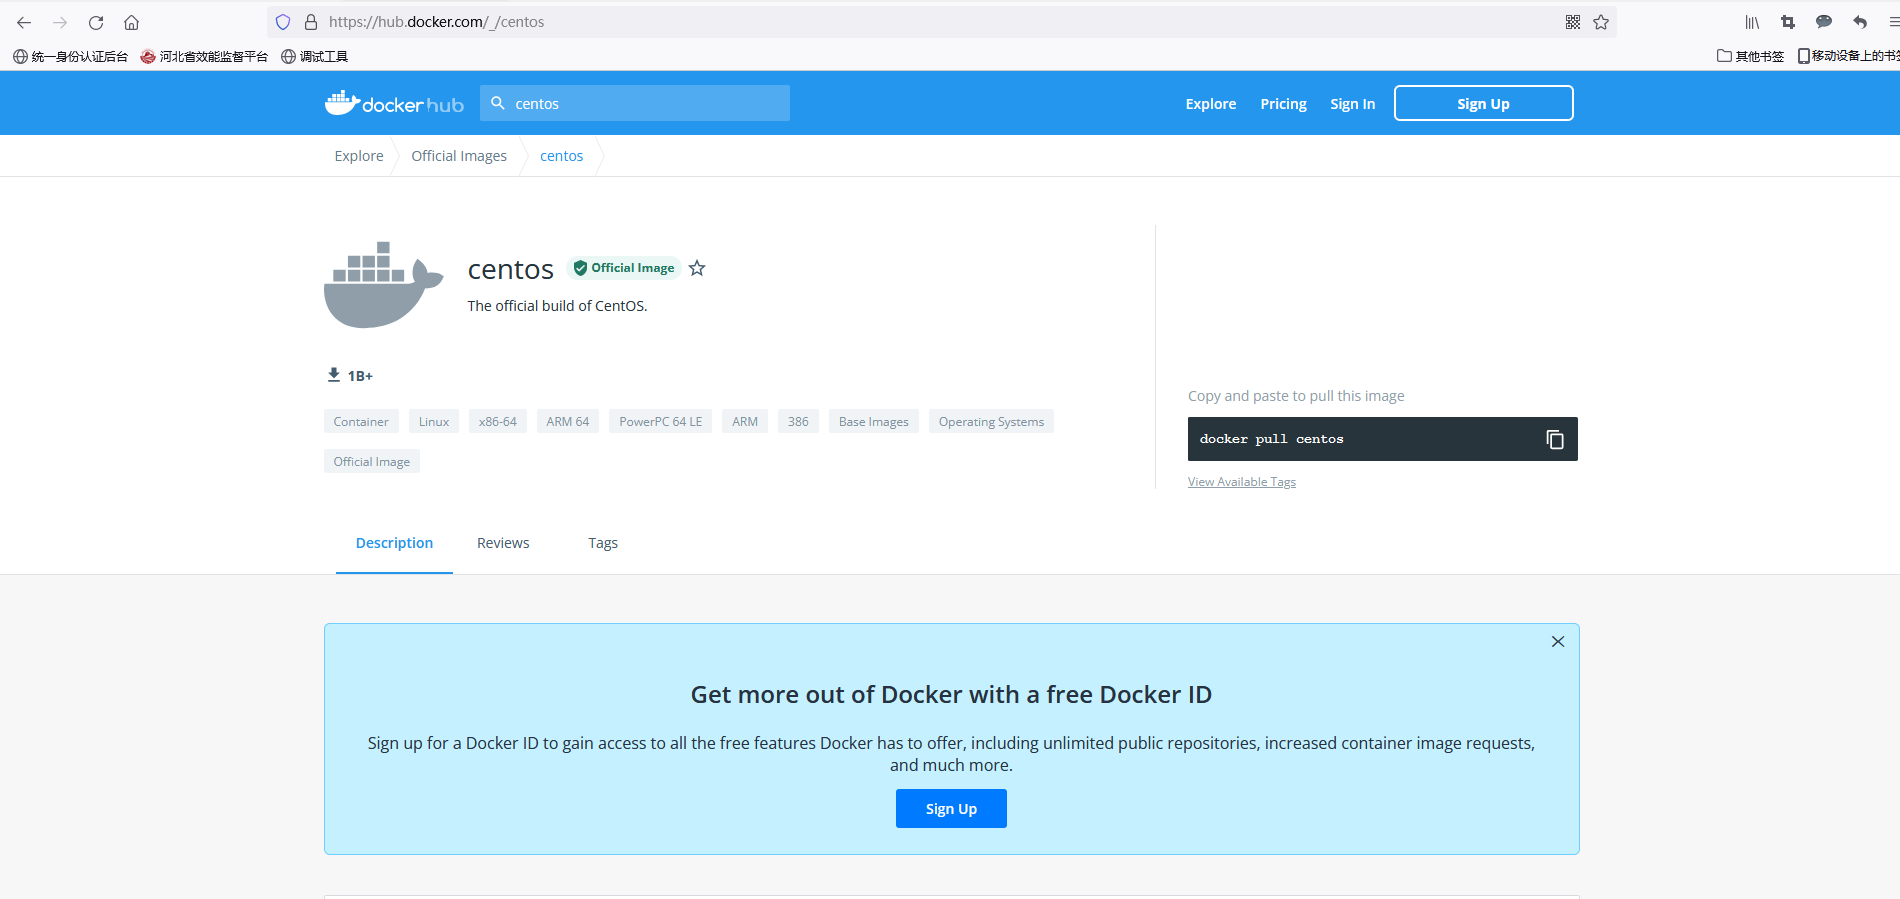 https://hub.docker.com/_/centos
统一身份认证后台 河北省效能监督平台 调试工具 其他书签 移动设备上的书
docker hub centos Explore Pricing Sign In Sign Up
Explore Official Images centos
centos Official Image
The official build of CentOS.
1B+
Container Linux x86-64 ARM 64 PowerPC 64 LE ARM 386 Base Images Operating Systems
Official Image
Copy and paste to pull this image
docker pull centos
View Available Tags
Description Reviews Tags
Get more out of Docker with a free Docker ID
Sign up for a Docker ID to gain access to all the free features Docker has to offer, including unlimited public repositories, increased container image requests,
and much more.
Sign Up